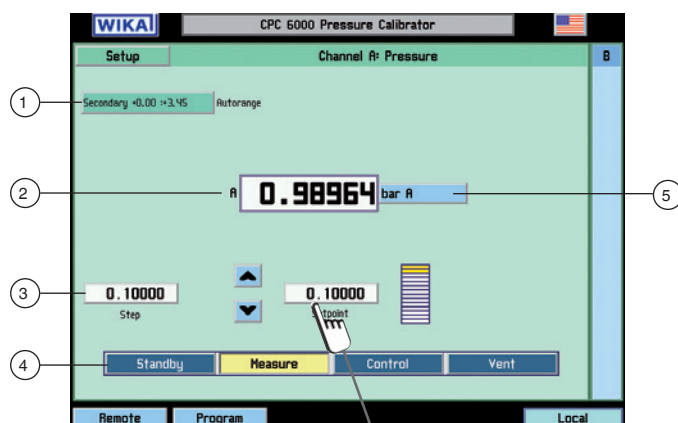 WIKA
CPC 6000 Pressure Calibrator
Setup
Channel A: Pressure
B
1
Secondary +0.00 :+3.45
Autorange
2
A
0.98964
bar A
5
3
0.10000
0.10000
Step
Setpoint
4
Standby
Measure
Control
Vent
Remote
Program
Local